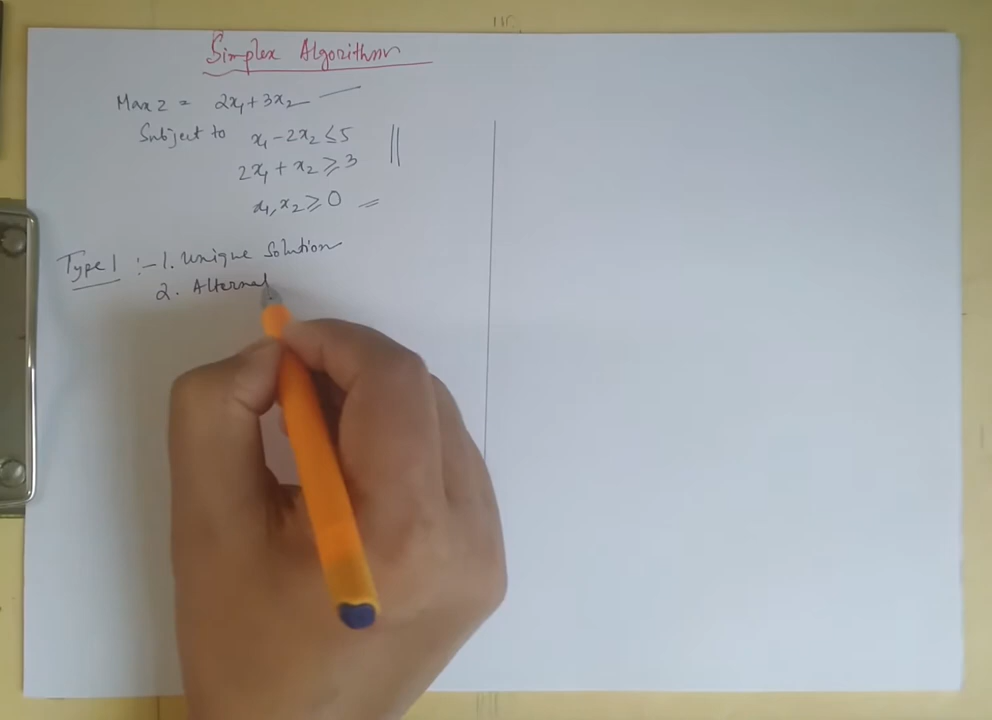 Simplex Algorithm
Max Z = 2x₁ + 3x₂
Subject to x₁ - 2x₂ ≤ 5
2x₁ + x₂ ≥ 3
x₁, x₂ ≥ 0
Type 1 :- 1. Unique Solution
2. Alternat